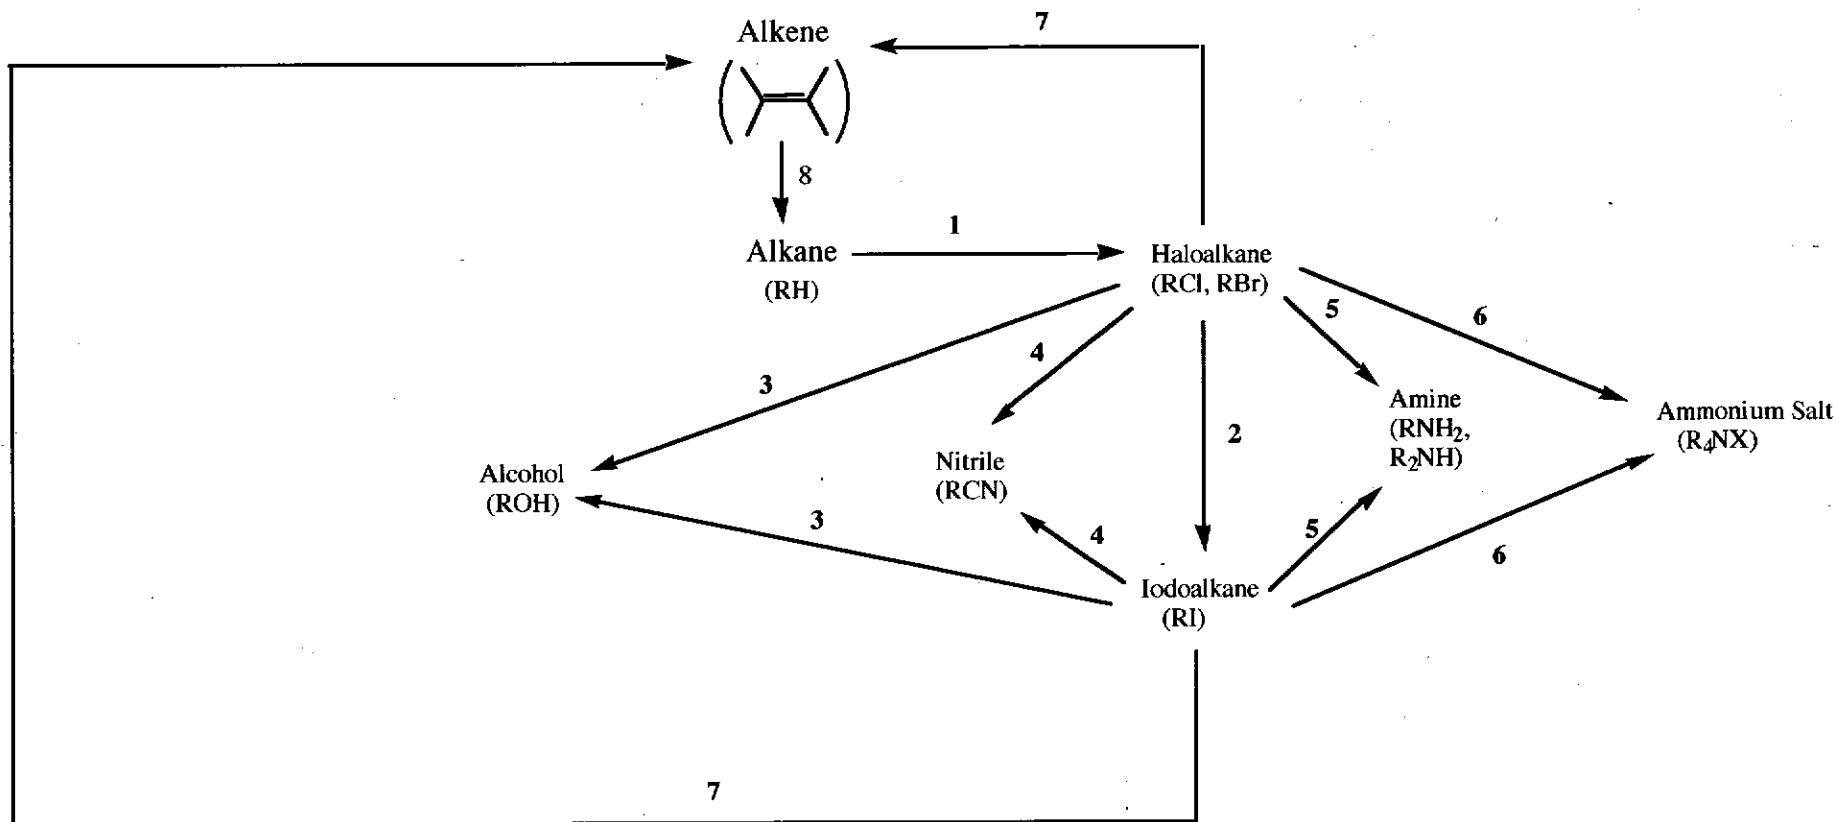 7
Alkene
8
1
Alkane
(RH)
Haloalkane
(RCl, RBr)
5
6
4
3
Amine
(RNH₂,
R₂NH)
Ammonium Salt
(R₄NX)
2
Nitrile
(RCN)
Alcohol
(ROH)
3
4
5
6
Iodoalkane
(RI)
7